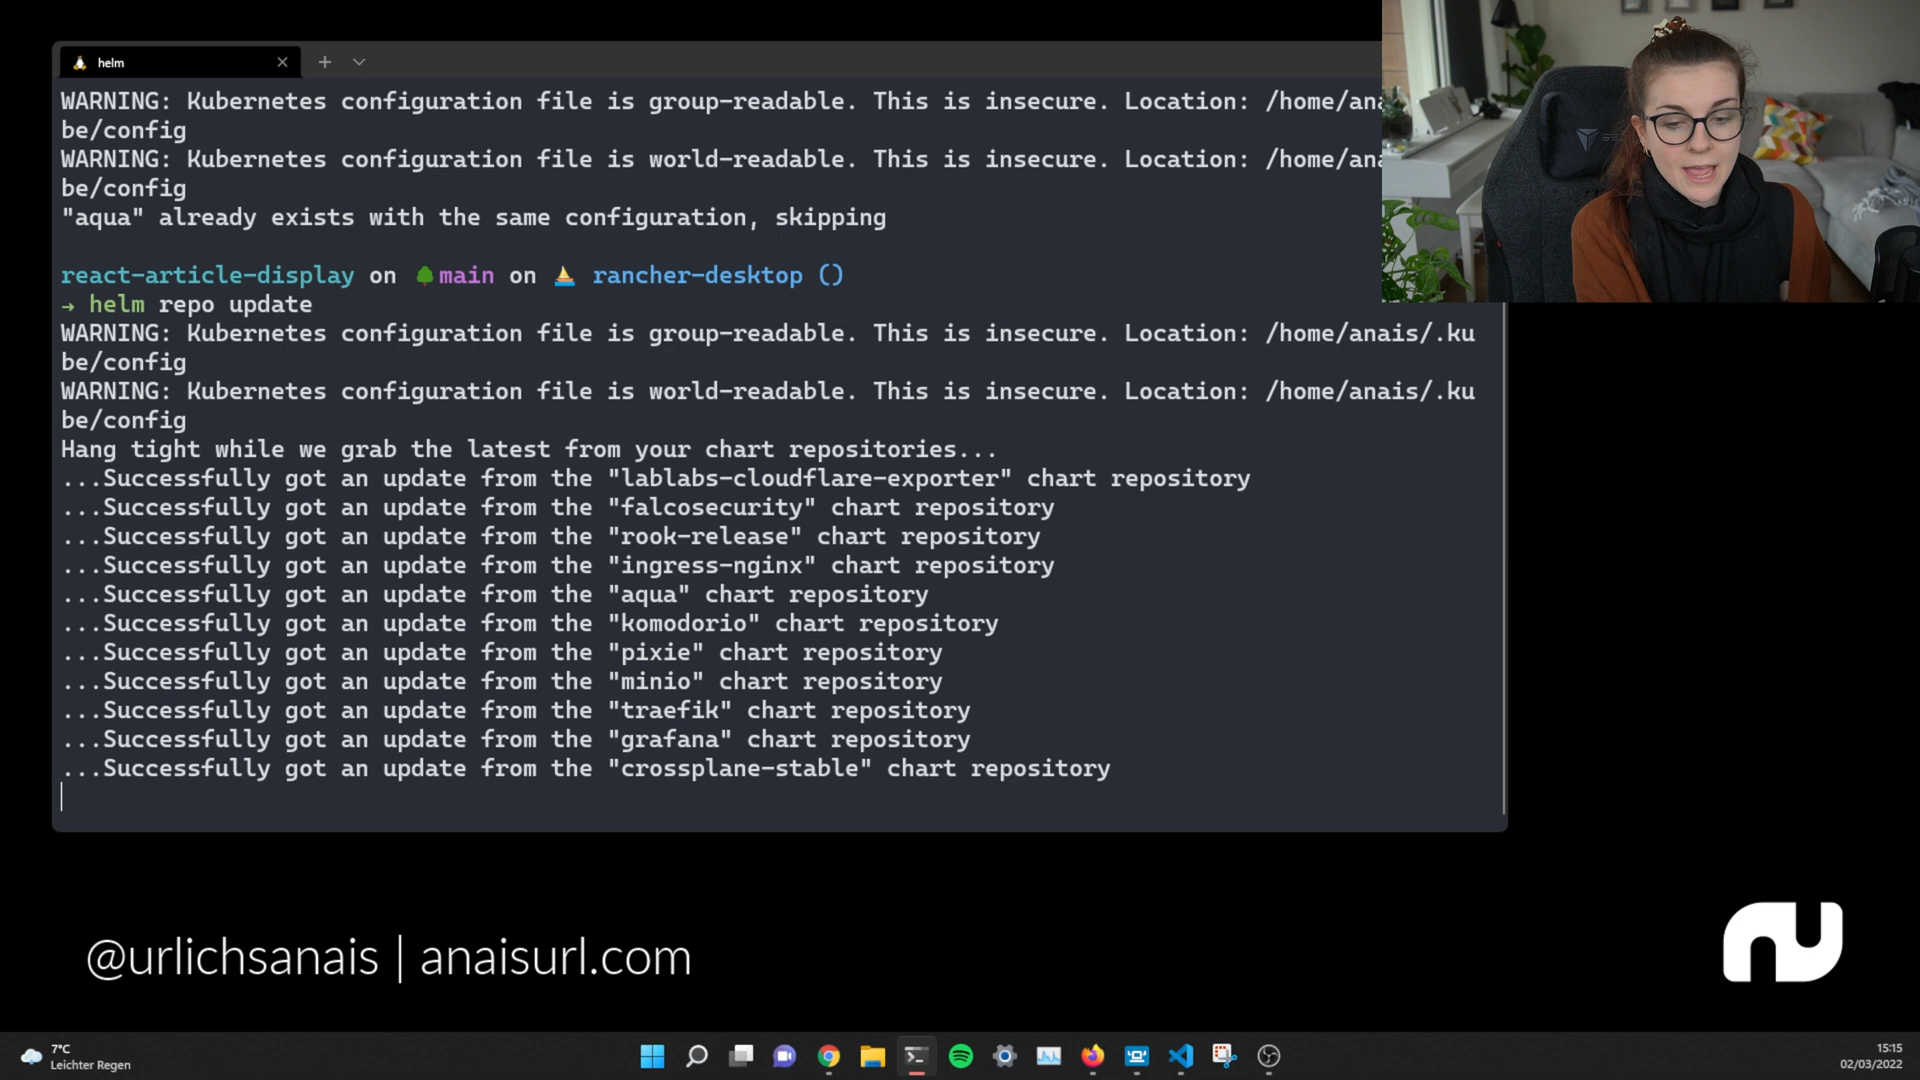 helm
WARNING: Kubernetes configuration file is group-readable. This is insecure. Location: /home/ana
be/config
WARNING: Kubernetes configuration file is world-readable. This is insecure. Location: /home/ana
be/config
"aqua" already exists with the same configuration, skipping
react-article-display on main on rancher-desktop ()
→ helm repo update
WARNING: Kubernetes configuration file is group-readable. This is insecure. Location: /home/anais/.ku
be/config
WARNING: Kubernetes configuration file is world-readable. This is insecure. Location: /home/anais/.ku
be/config
Hang tight while we grab the latest from your chart repositories...
...Successfully got an update from the "lablabs-cloudflare-exporter" chart repository
...Successfully got an update from the "falcosecurity" chart repository
...Successfully got an update from the "rook-release" chart repository
...Successfully got an update from the "ingress-nginx" chart repository
...Successfully got an update from the "aqua" chart repository
...Successfully got an update from the "komodorio" chart repository
...Successfully got an update from the "pixie" chart repository
...Successfully got an update from the "minio" chart repository
...Successfully got an update from the "traefik" chart repository
...Successfully got an update from the "grafana" chart repository
...Successfully got an update from the "crossplane-stable" chart repository
@urlichsanais | anaisurl.com
7°C
Leichter Regen
15:15
02/03/2022